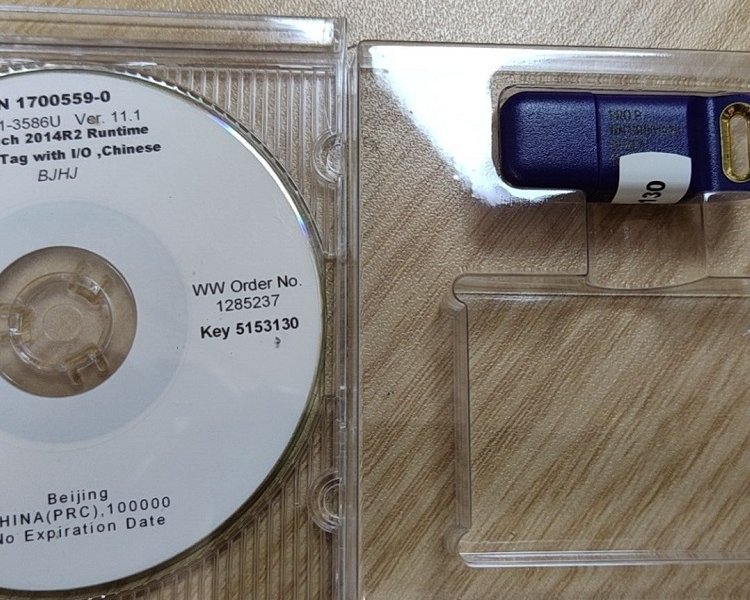 N 1700559-0
1-3586U Ver. 11.1
ch 2014R2 Runtime
Tag with I/O ,Chinese
BJHJ
WW Order No.
1285237
Key 5153130
Beijing
HINA(PRC),100000
No Expiration Date
130